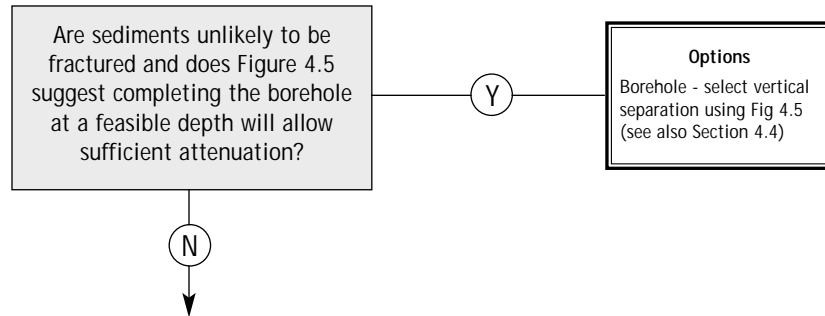 Are sediments unlikely to be
fractured and does Figure 4.5
suggest completing the borehole
at a feasible depth will allow
sufficient attenuation?
Y
Options
Borehole - select vertical
separation using Fig 4.5
(see also Section 4.4)
N